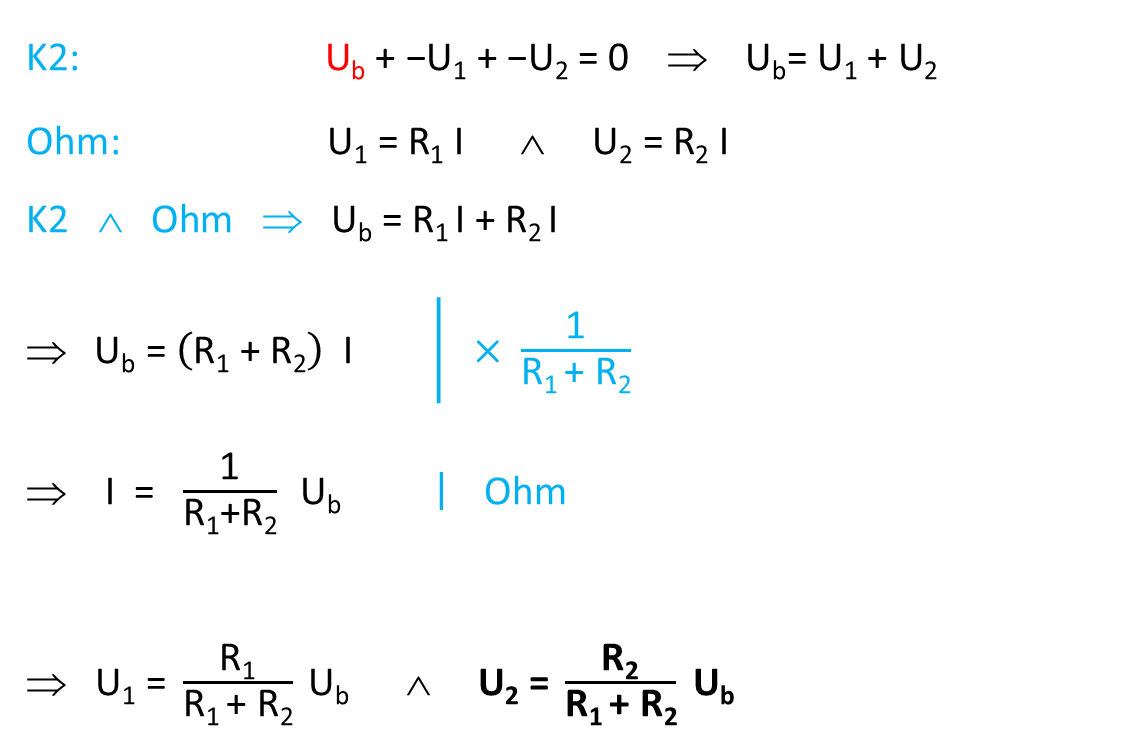 K2: U_b + −U_1 + −U_2 = 0 ⇒ U_b= U_1 + U_2
Ohm: U_1 = R_1 I ∧ U_2 = R_2 I
K2 ∧ Ohm ⇒ U_b = R_1 I + R_2 I
⇒ U_b = (R_1 + R_2) I | × 1/(R_1 + R_2)
⇒ I = 1/(R_1+R_2) U_b | Ohm
⇒ U_1 = R_1/(R_1 + R_2) U_b ∧ U_2 = R_2/(R_1 + R_2) U_b